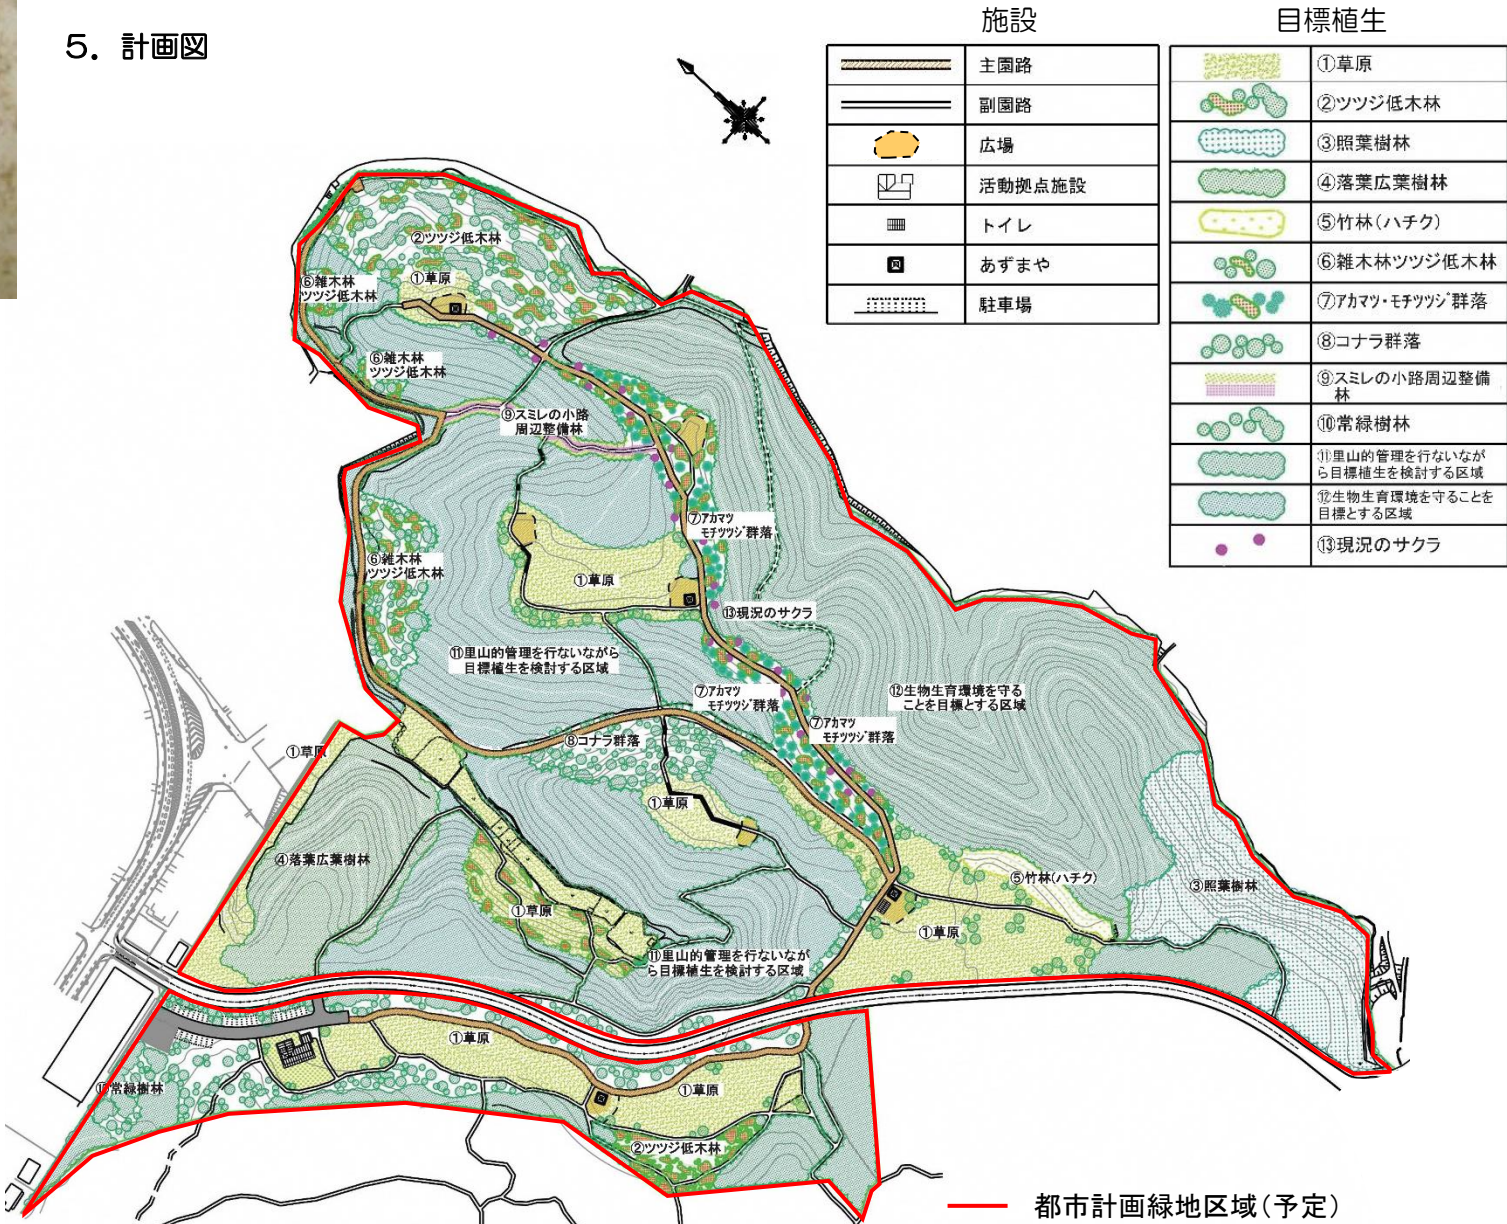 5. 計画図
施設
主園路
副園路
広場
活動拠点施設
トイレ
あずまや
駐車場
目標植生
①草原
②ツツジ低木林
③照葉樹林
④落葉広葉樹林
⑤竹林(ハチク)
⑥雑木林ツツジ低木林
⑦アカマツ・モチツツジ群落
⑧コナラ群落
⑨スミレの小路周辺整備
林
⑩常緑樹林
⑪里山的管理を行ないなが
ら目標植生を検討する区域
⑫生物生育環境を守ることを
目標とする区域
⑬現況のサクラ
②ツツジ低木林
①草原
⑥雑木林
ツツジ低木林
⑥雑木林
ツツジ低木林
⑨スミレの小路
周辺整備林
⑦アカマツ
モチツツジ群落
⑥雑木林
ツツジ低木林
①草原
⑬現況のサクラ
⑪里山的管理を行ないながら
目標植生を検討する区域
⑦アカマツ
モチツツジ群落
⑫生物生育環境を守る
ことを目標とする区域
⑦アカマツ
モチツツジ群落
⑧コナラ群落
①草原
①草原
④落葉広葉樹林
⑤竹林(ハチク)
③照葉樹林
①草原
①草原
⑪里山的管理を行ないなが
ら目標植生を検討する区域
①草原
①草原
⑩常緑樹林
②ツツジ低木林
都市計画緑地区域(予定)